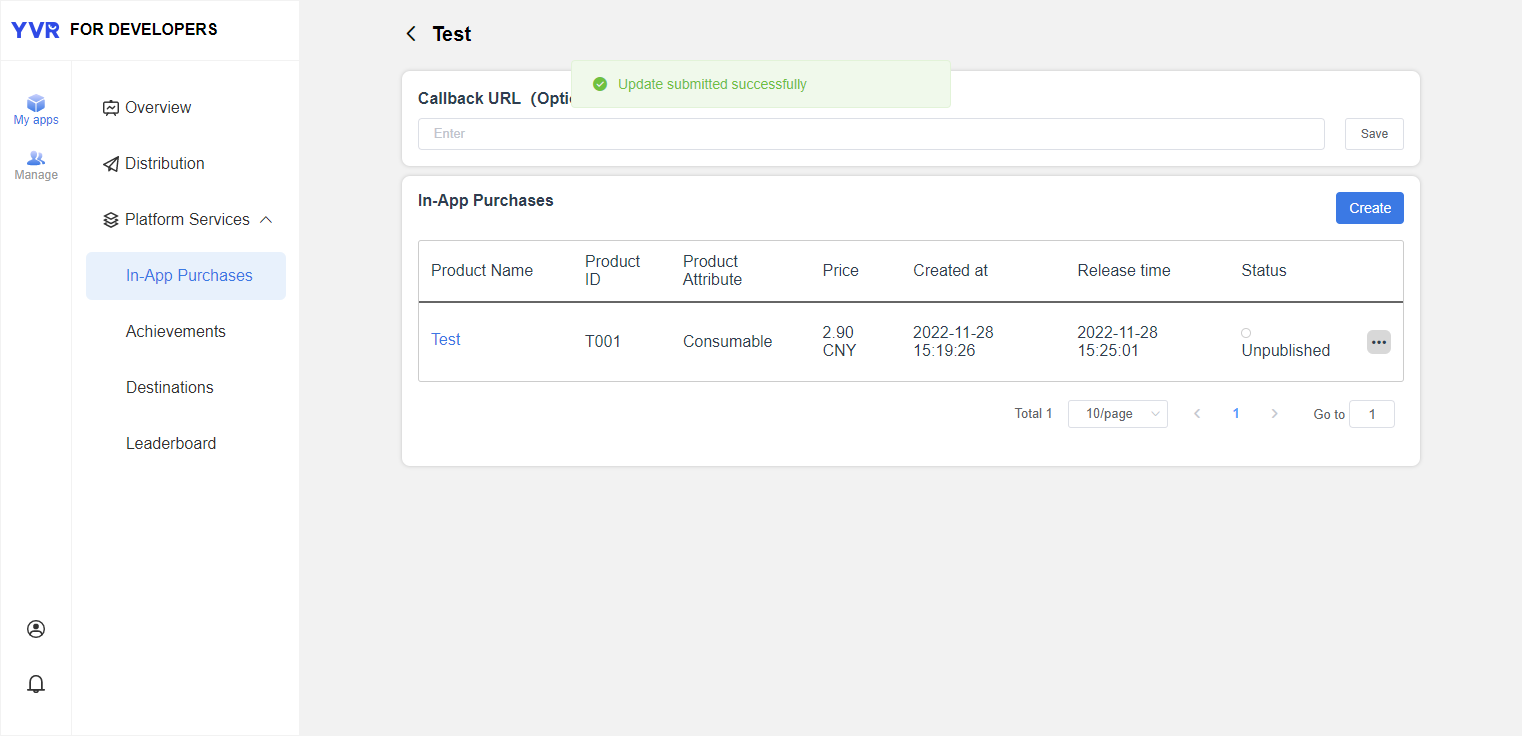 YVR FOR DEVELOPERS
My apps
Manage
Overview
Distribution
Platform Services
In-App Purchases
Achievements
Destinations
Leaderboard
Test
Update submitted successfully
Callback URL
Enter
Save
In-App Purchases
Create
Product Name
Product
ID
Product
Attribute
Price
Created at
Release time
Status
Test
T001
Consumable
2.90
CNY
2022-11-28
15:19:26
2022-11-28
15:25:01
Unpublished
Total 1
10/page
1
Go to
1